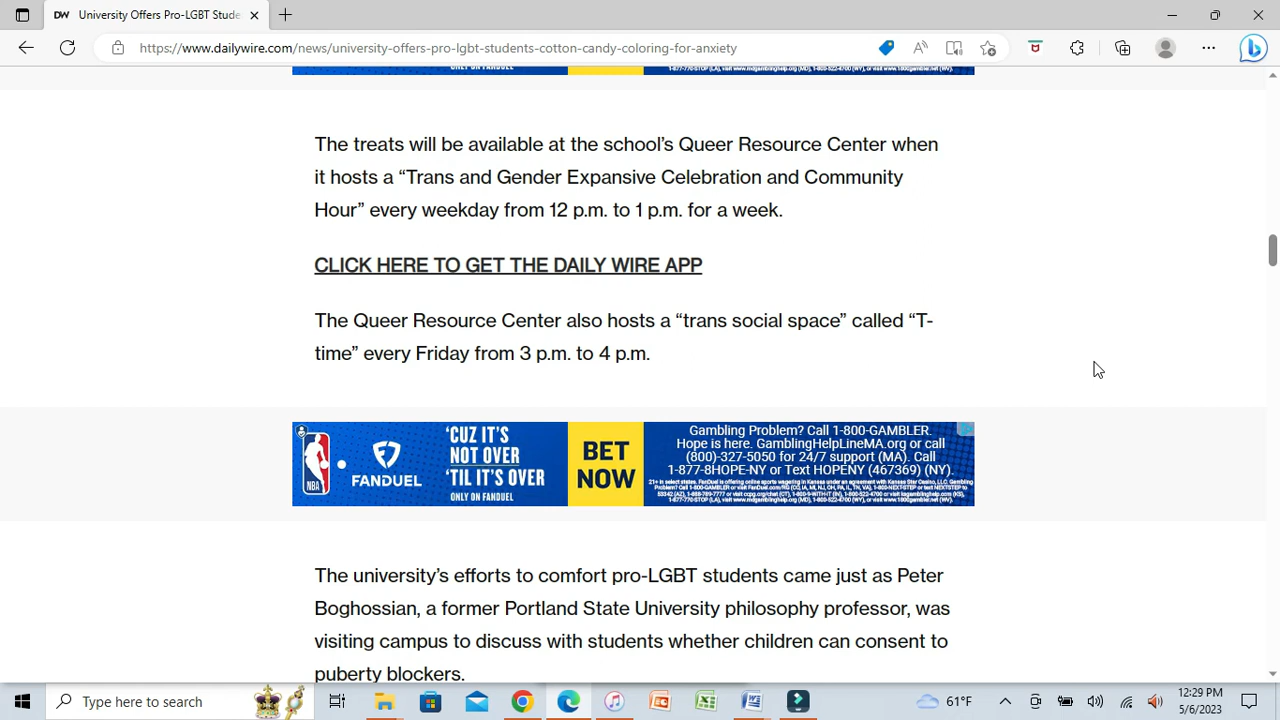 DW University Offers Pro-LGBT Stude
https://www.dailywire.com/news/university-offers-pro-lgbt-students-cotton-candy-coloring-for-anxiety
The treats will be available at the school's Queer Resource Center when
it hosts a “Trans and Gender Expansive Celebration and Community
Hour” every weekday from 12 p.m. to 1 p.m. for a week.
CLICK HERE TO GET THE DAILY WIRE APP
The Queer Resource Center also hosts a “trans social space” called “T-
time” every Friday from 3 p.m. to 4 p.m.
NBA
FANDUEL
‘CUZ IT'S
NOT OVER
‘TIL IT'S OVER
ONLY ON FANDUEL
BET
NOW
Gambling Problem? Call 1-800-GAMBLER.
Hope is here. GamblingHelpLineMA.org or call
(800)-327-5050 for 24/7 support (MA). Call
1-877-8HOPE-NY or Text HOPENY (467369) (NY).
The university's efforts to comfort pro-LGBT students came just as Peter
Boghossian, a former Portland State University philosophy professor, was
visiting campus to discuss with students whether children can consent to
puberty blockers.
Type here to search
61°F
12:29 PM
5/6/2023